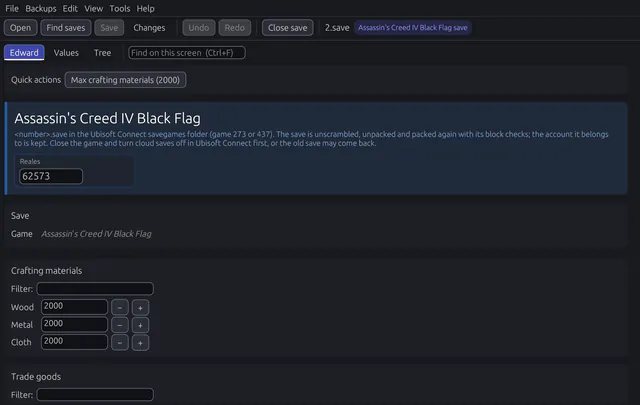 File Backups Edit View Tools Help
Open Find saves Save Changes Undo Redo Close save 2.save Assassin's Creed IV Black Flag save
Edward Values Tree Find on this screen (Ctrl+F)
Quick actions Max crafting materials (2000)
Assassin's Creed IV Black Flag
<number>.save in the Ubisoft Connect savegames folder (game 273 or 437). The save is unscrambled, unpacked and packed again with its block checks; the account it belongs
to is kept. Close the game and turn cloud saves off in Ubisoft Connect first, or the old save may come back.
Reales
62573
Save
Game Assassin's Creed IV Black Flag
Crafting materials
Filter:
Wood 2000 − +
Metal 2000 − +
Cloth 2000 − +
Trade goods
Filter: